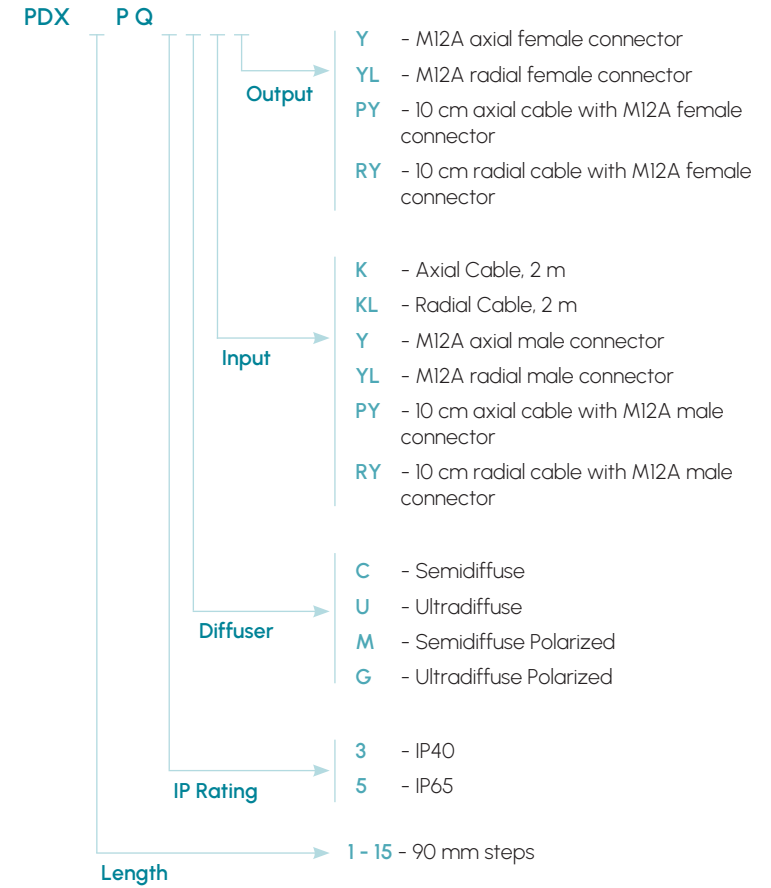 PDX P Q
Y - M12A axial female connector
YL - M12A radial female connector
Output
PY - 10 cm axial cable with M12A female
connector
RY - 10 cm radial cable with M12A female
connector
K - Axial Cable, 2 m
KL - Radial Cable, 2 m
Y - M12A axial male connector
Input
YL - M12A radial male connector
PY - 10 cm axial cable with M12A male
connector
RY - 10 cm radial cable with M12A male
connector
C - Semidiffuse
U - Ultradiffuse
Diffuser
M - Semidiffuse Polarized
G - Ultradiffuse Polarized
3 - IP40
IP Rating
5 - IP65
1 - 15 - 90 mm steps
Length